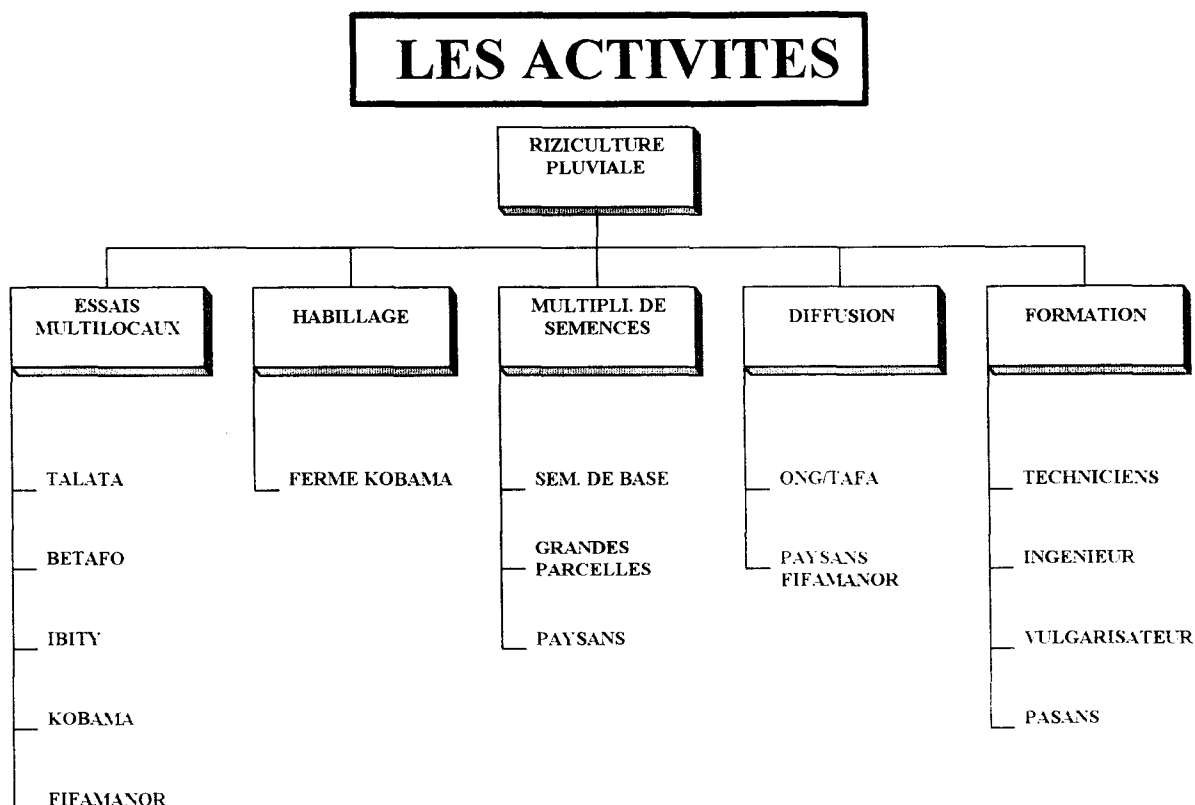 LES ACTIVITES
RIZICULTURE
PLUVIALE
ESSAIS
MULTILOCAUX
HABILLAGE
MULTIPLI. DE
SEMENCES
DIFFUSION
FORMATION
TALATA
BETAFO
IBITY
KOBAMA
FIFAMANOR
FERME KOBAMA
SEM. DE BASE
GRANDES
PARCELLES
PAYSANS
ONG/TAFA
PAYSANS
FIFAMANOR
TECHNICIENS
INGENIEUR
VULGARISATEUR
PASANS